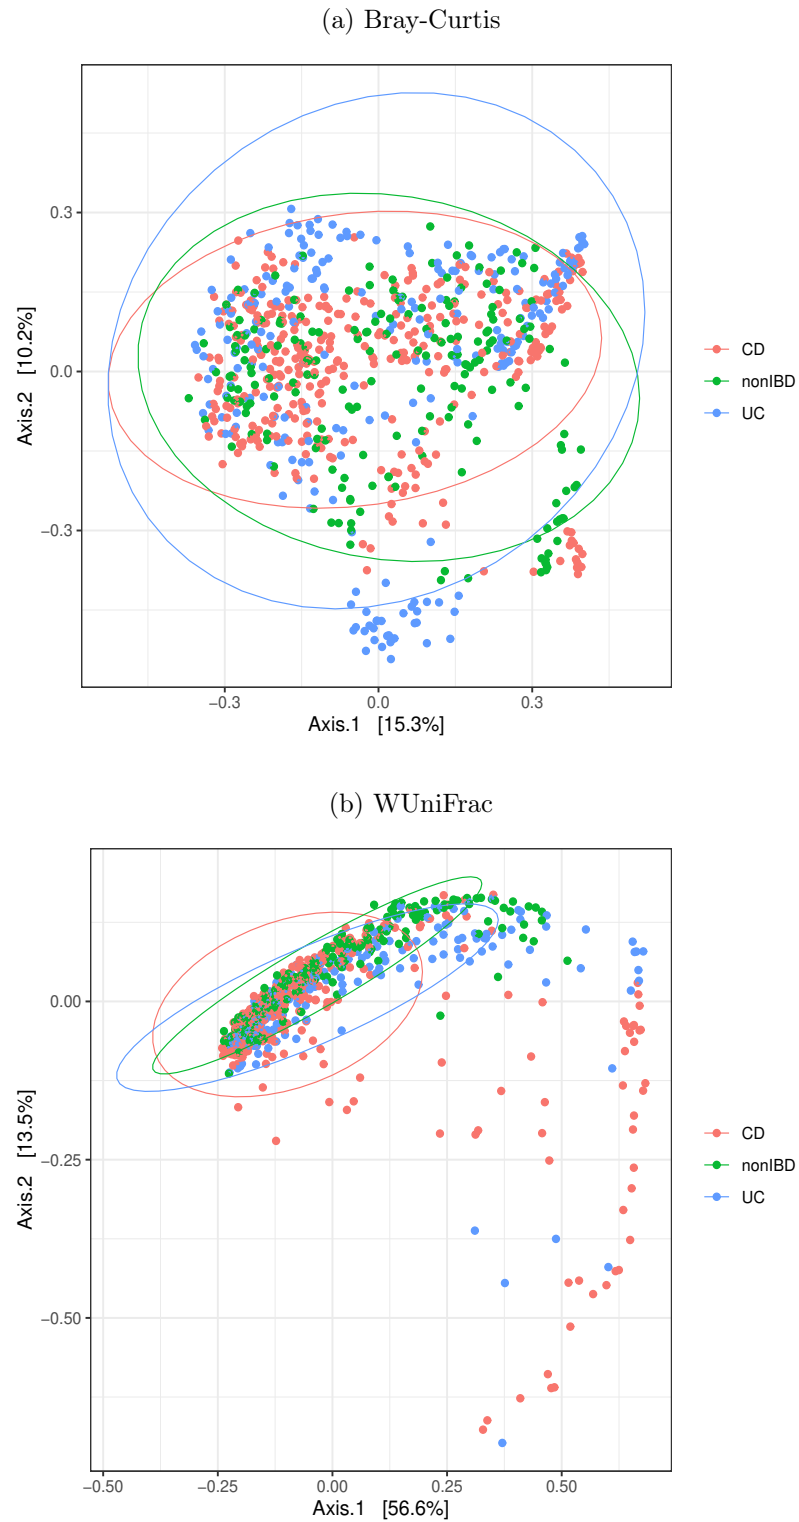 (a) Bray-Curtis
0.3
0.0
−0.3
Axis.2 [10.2%]
−0.3 0.0 0.3
Axis.1 [15.3%]
CD
nonIBD
UC
(b) WUniFrac
0.00
−0.25
−0.50
Axis.2 [13.5%]
−0.50 −0.25 0.00 0.25 0.50
Axis.1 [56.6%]
CD
nonIBD
UC